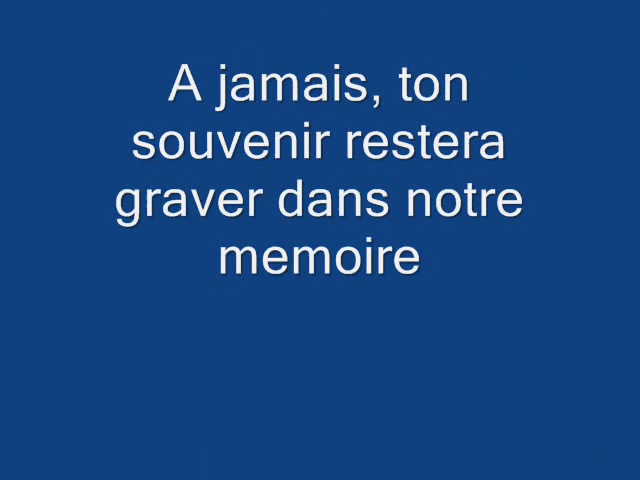 A jamais, ton
souvenir restera
graver dans notre
memoire